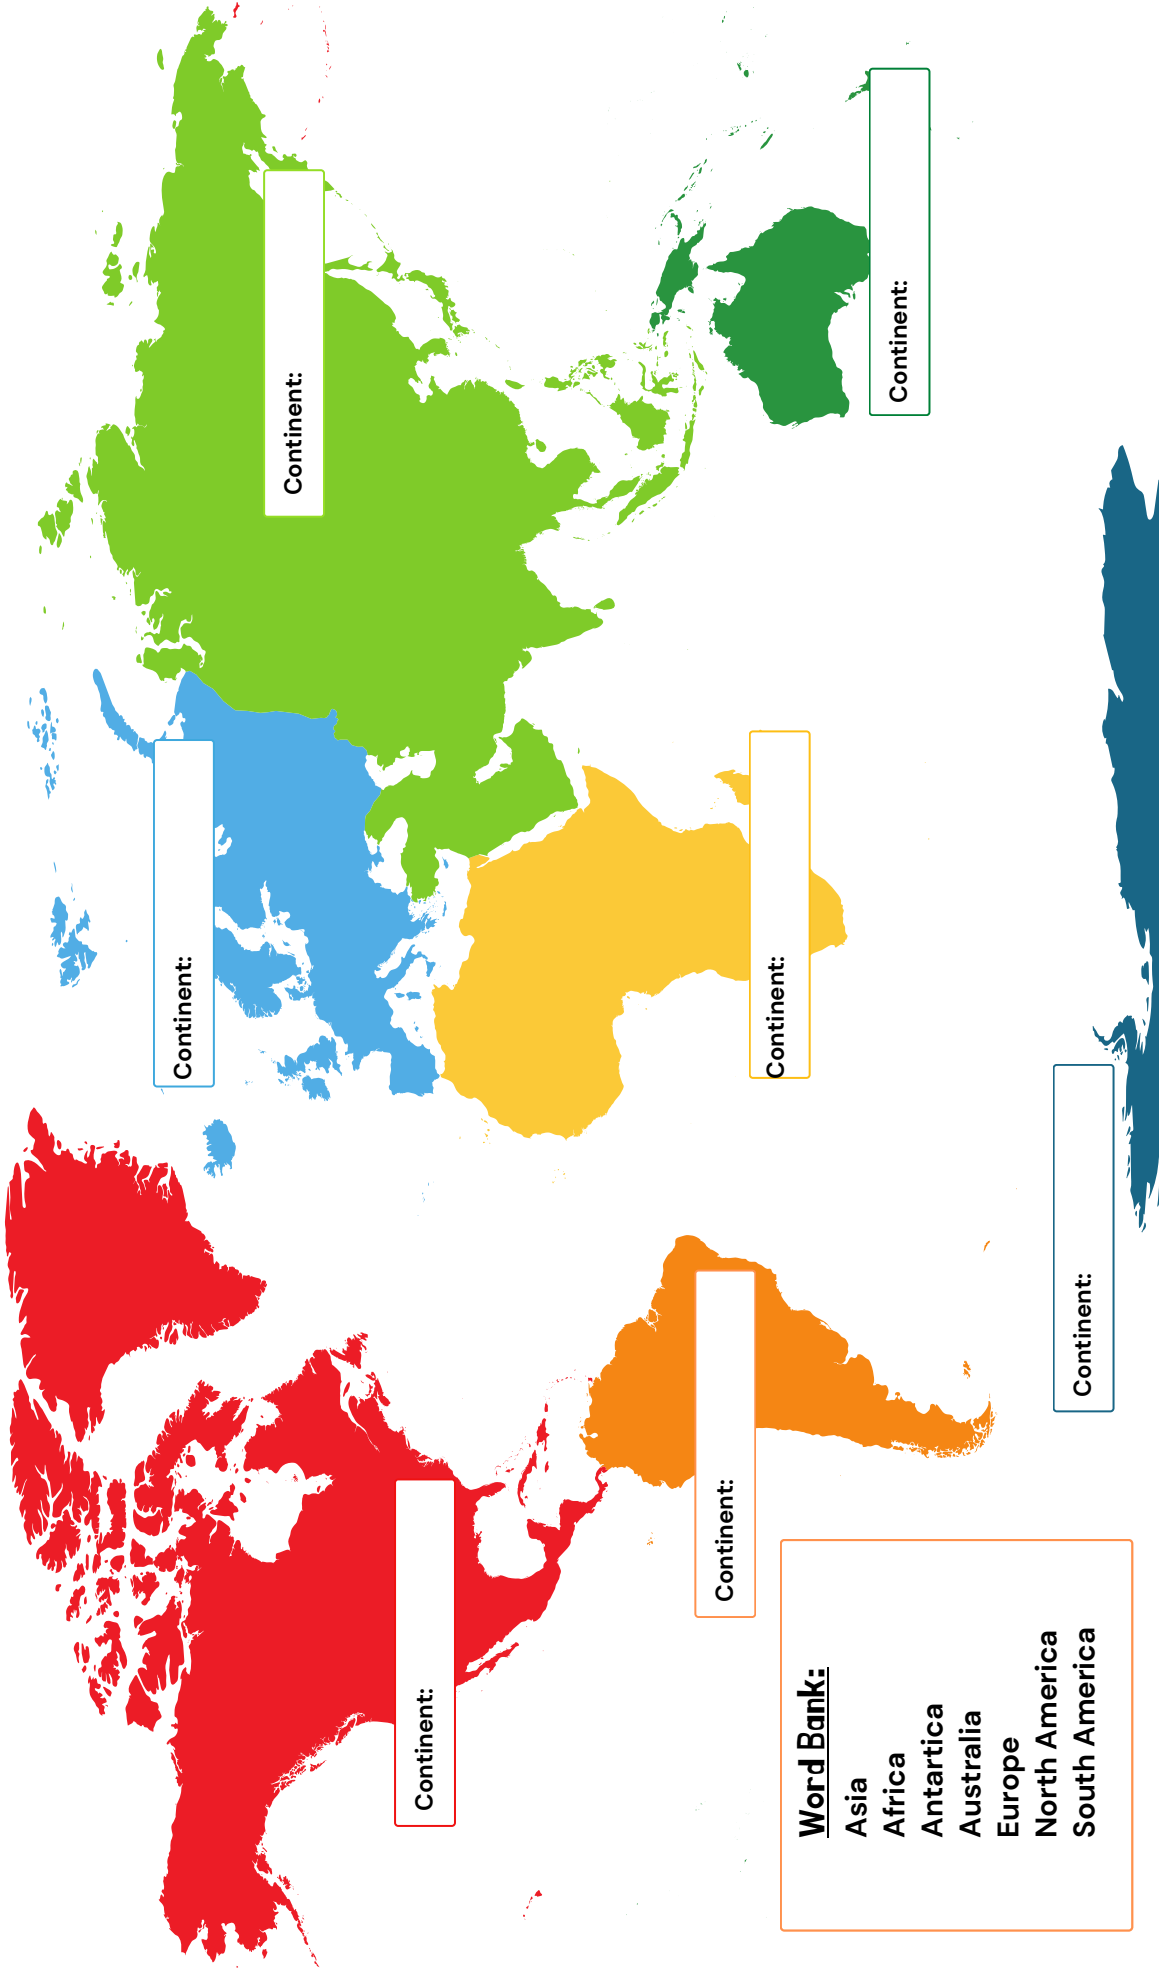 Continent:
Continent:
Continent:
Continent:
Continent:
Continent:
Continent:
Word Bank:
Asia
Africa
Antartica
Australia
Europe
North America
South America